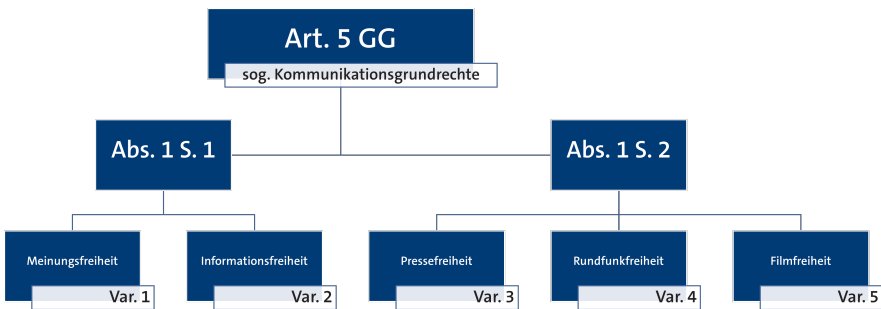 Art. 5 GG
sog. Kommunikationsgrundrechte
Abs. 1 S. 1
Abs. 1 S. 2
Meinungsfreiheit
Var. 1
Informationsfreiheit
Var. 2
Pressefreiheit
Var. 3
Rundfunkfreiheit
Var. 4
Filmfreiheit
Var. 5